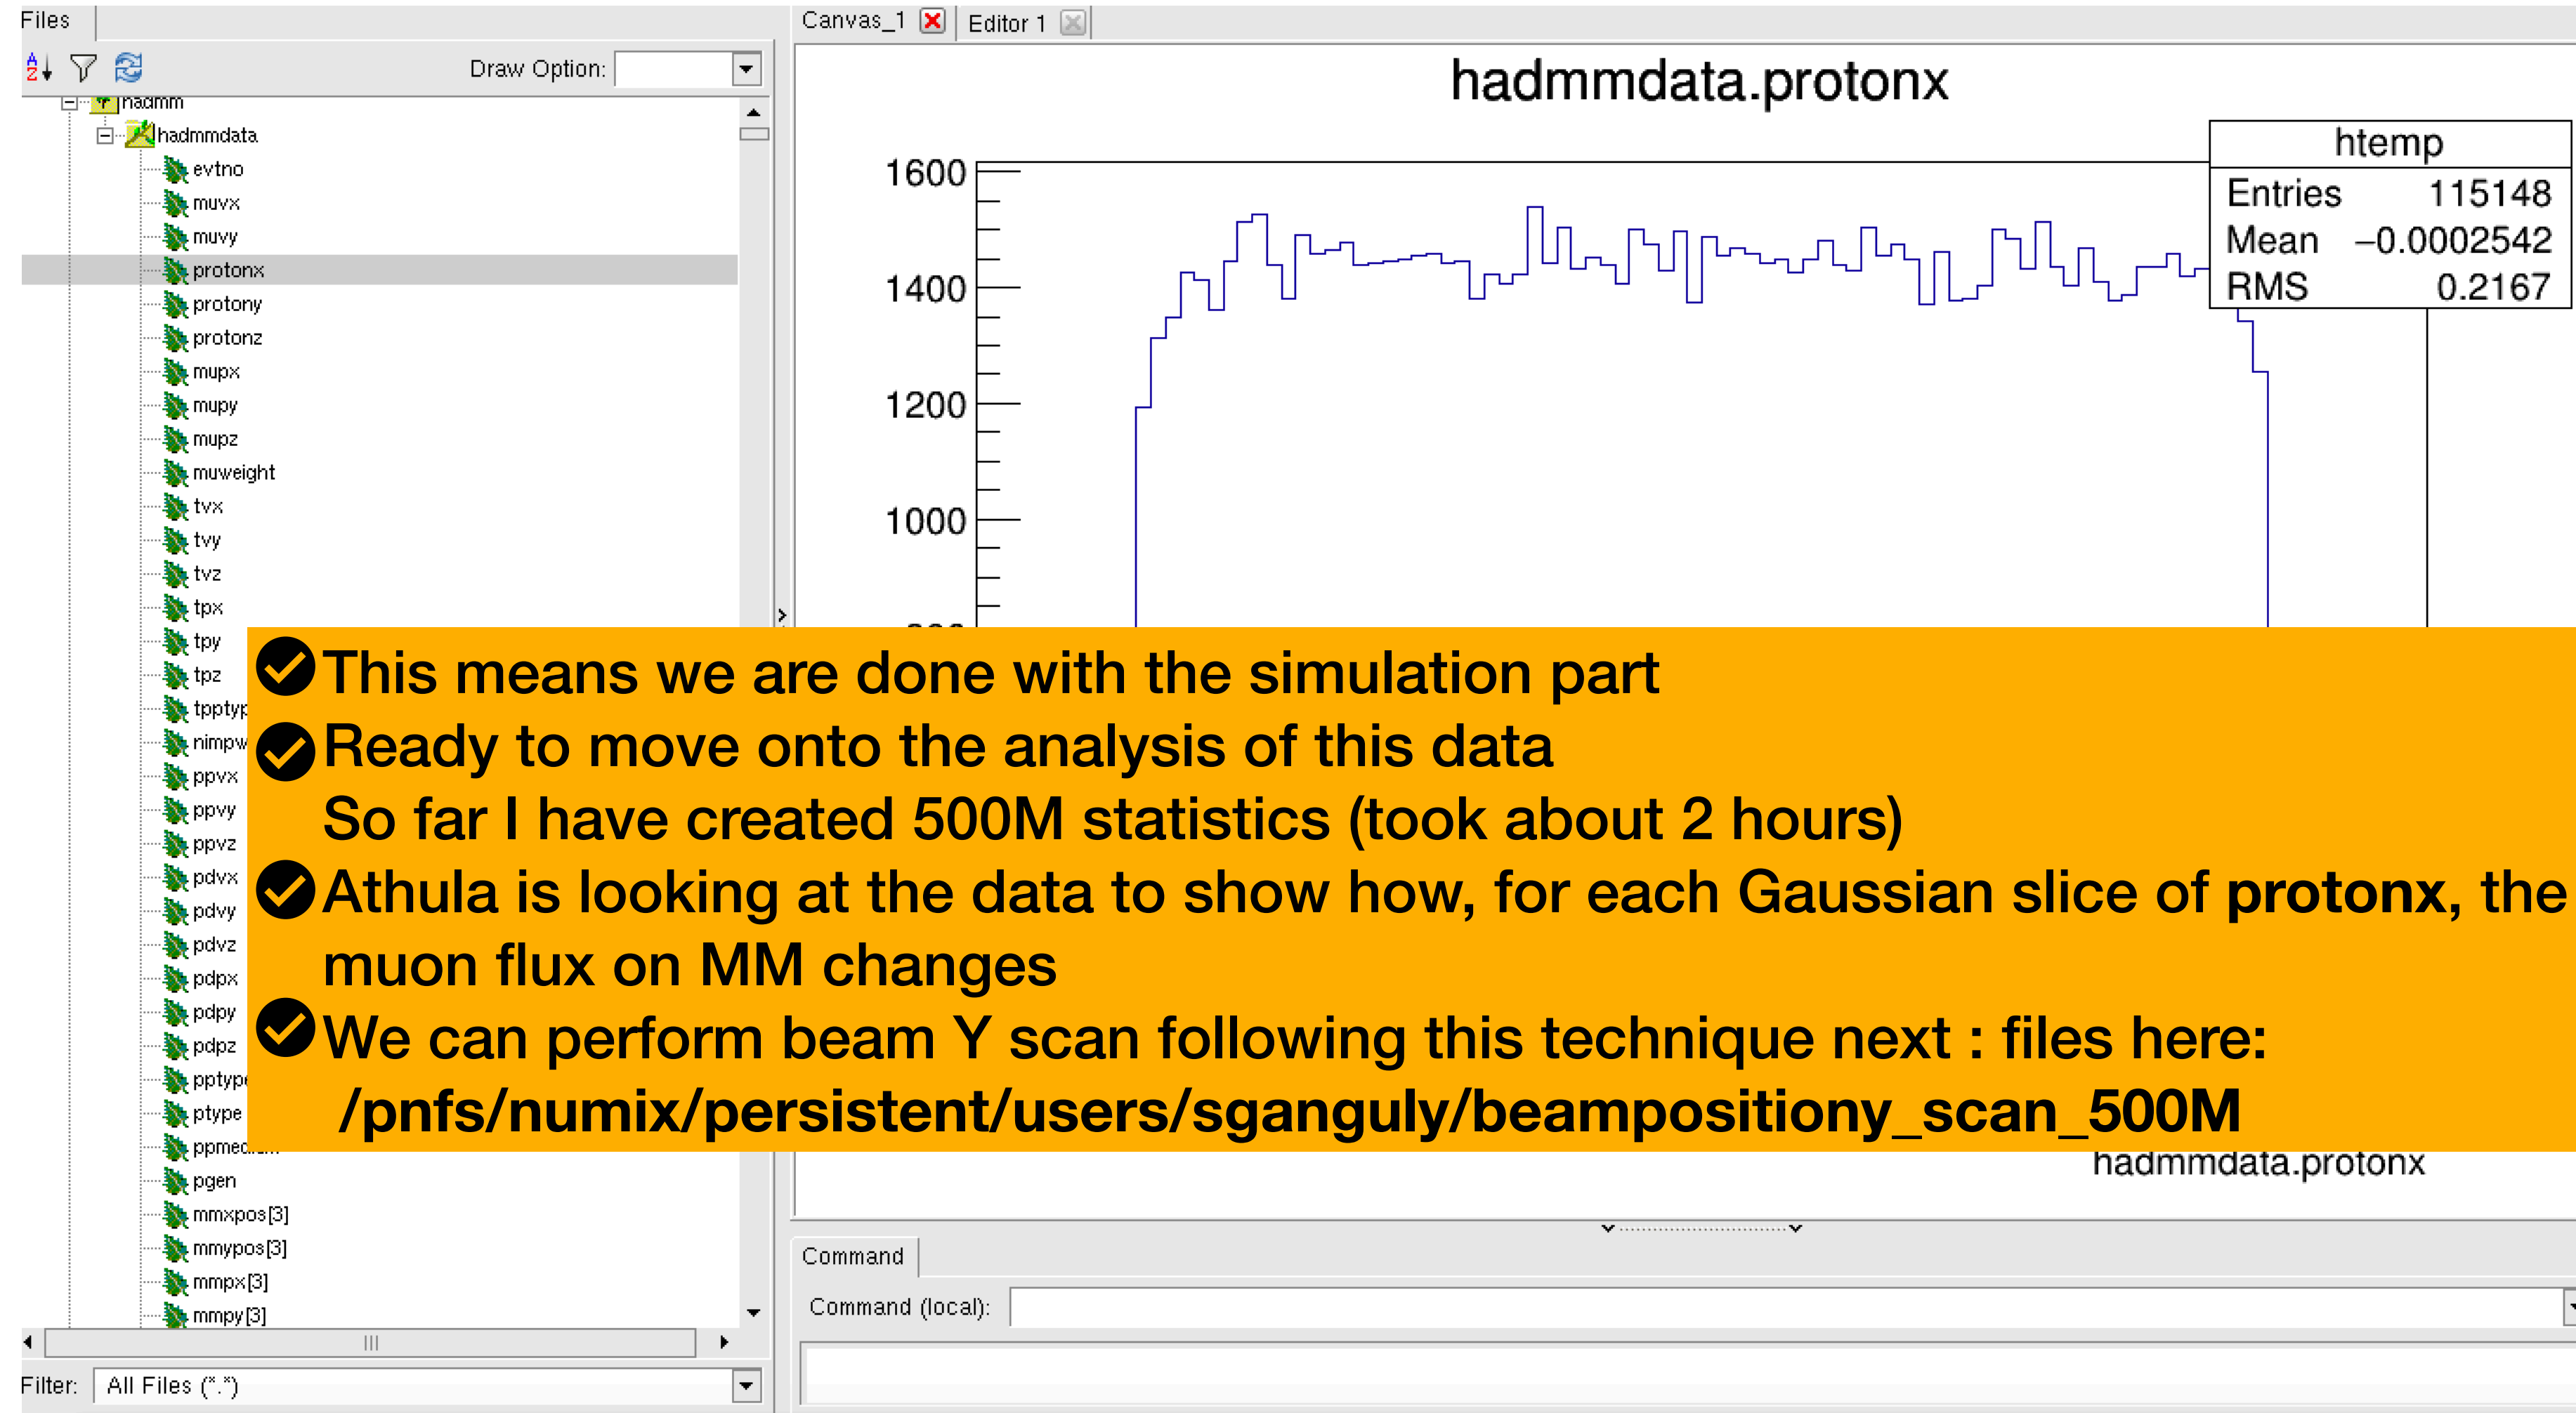 Files
Canvas_1
Editor 1
Draw Option:
hadmm
hadmmdata
evtno
muvx
muvy
protonx
protony
protonz
mupx
mupy
mupz
muweight
tvx
tvy
tvz
tpx
tpy
tpz
tpptyp
nimpw
ppvx
ppvy
ppvz
pdvx
pdvy
pdvz
pdpx
pdpy
pdpz
pptype
ptype
pgen
mmxpos[3]
mmypos[3]
mmpx[3]
mmpy[3]
Filter: All Files (*.*)
hadmmdata.protonx
htemp
Entries 115148
Mean −0.0002542
RMS 0.2167
1600
1400
1200
1000
This means we are done with the simulation part
Ready to move onto the analysis of this data
So far I have created 500M statistics (took about 2 hours)
Athula is looking at the data to show how, for each Gaussian slice of protonx, the
muon flux on MM changes
We can perform beam Y scan following this technique next : files here:
/pnfs/numix/persistent/users/sganguly/beampositiony_scan_500M
hadmmdata.protonx
Command
Command (local):